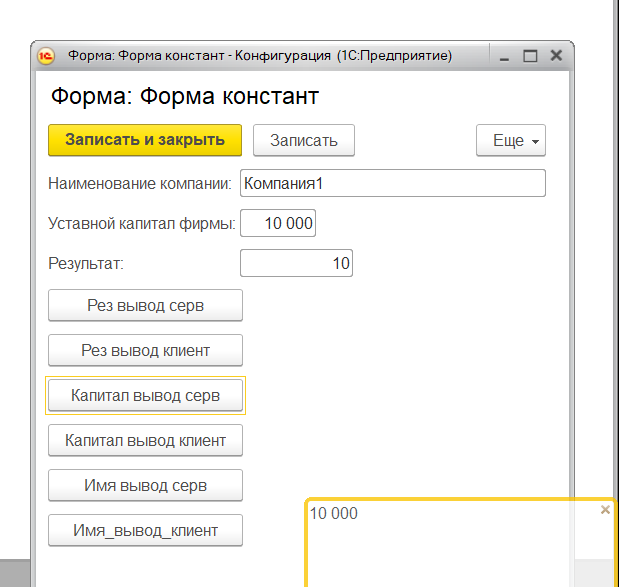 1С Форма: Форма констант - Конфигурация (1С:Предприятие)
Форма: Форма констант
Записать и закрыть Записать Еще
Наименование компании: Компания1
Уставной капитал фирмы: 10 000
Результат: 10
Рез вывод серв
Рез вывод клиент
Капитал вывод серв
Капитал вывод клиент
Имя вывод серв
10 000
Имя_вывод_клиент